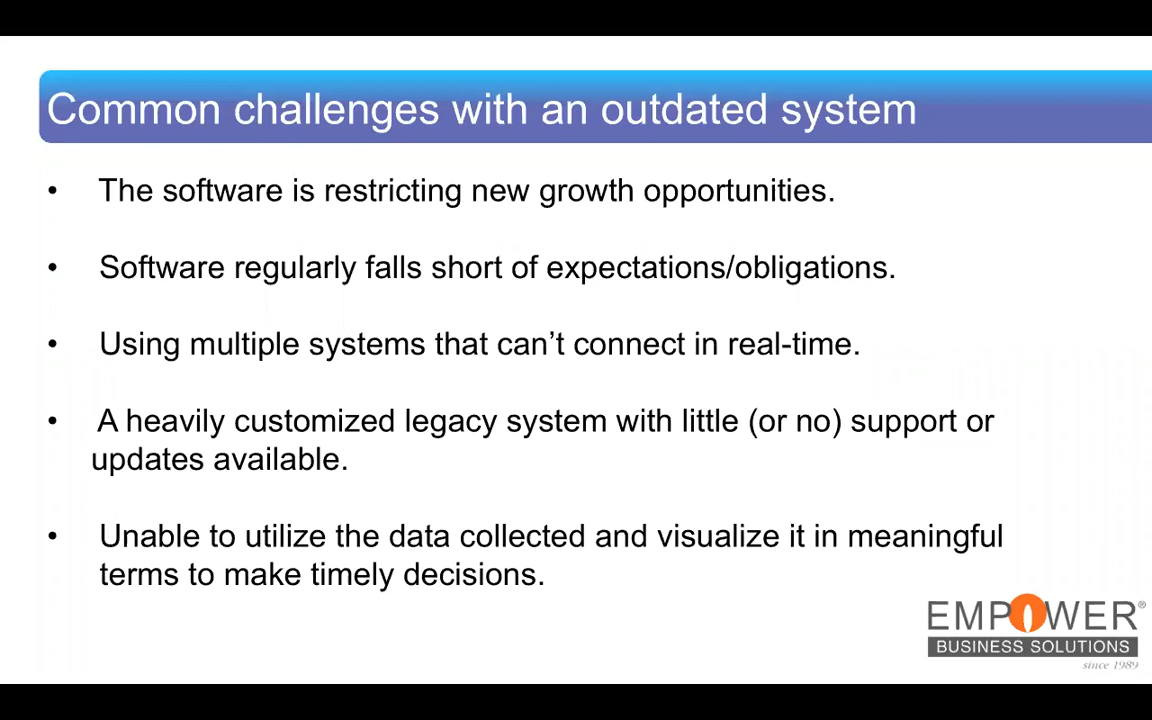 Common challenges with an outdated system
• The software is restricting new growth opportunities.
• Software regularly falls short of expectations/obligations.
• Using multiple systems that can’t connect in real-time.
• A heavily customized legacy system with little (or no) support or
updates available.
• Unable to utilize the data collected and visualize it in meaningful
terms to make timely decisions.
EMPOWER®
BUSINESS SOLUTIONS
since 1989